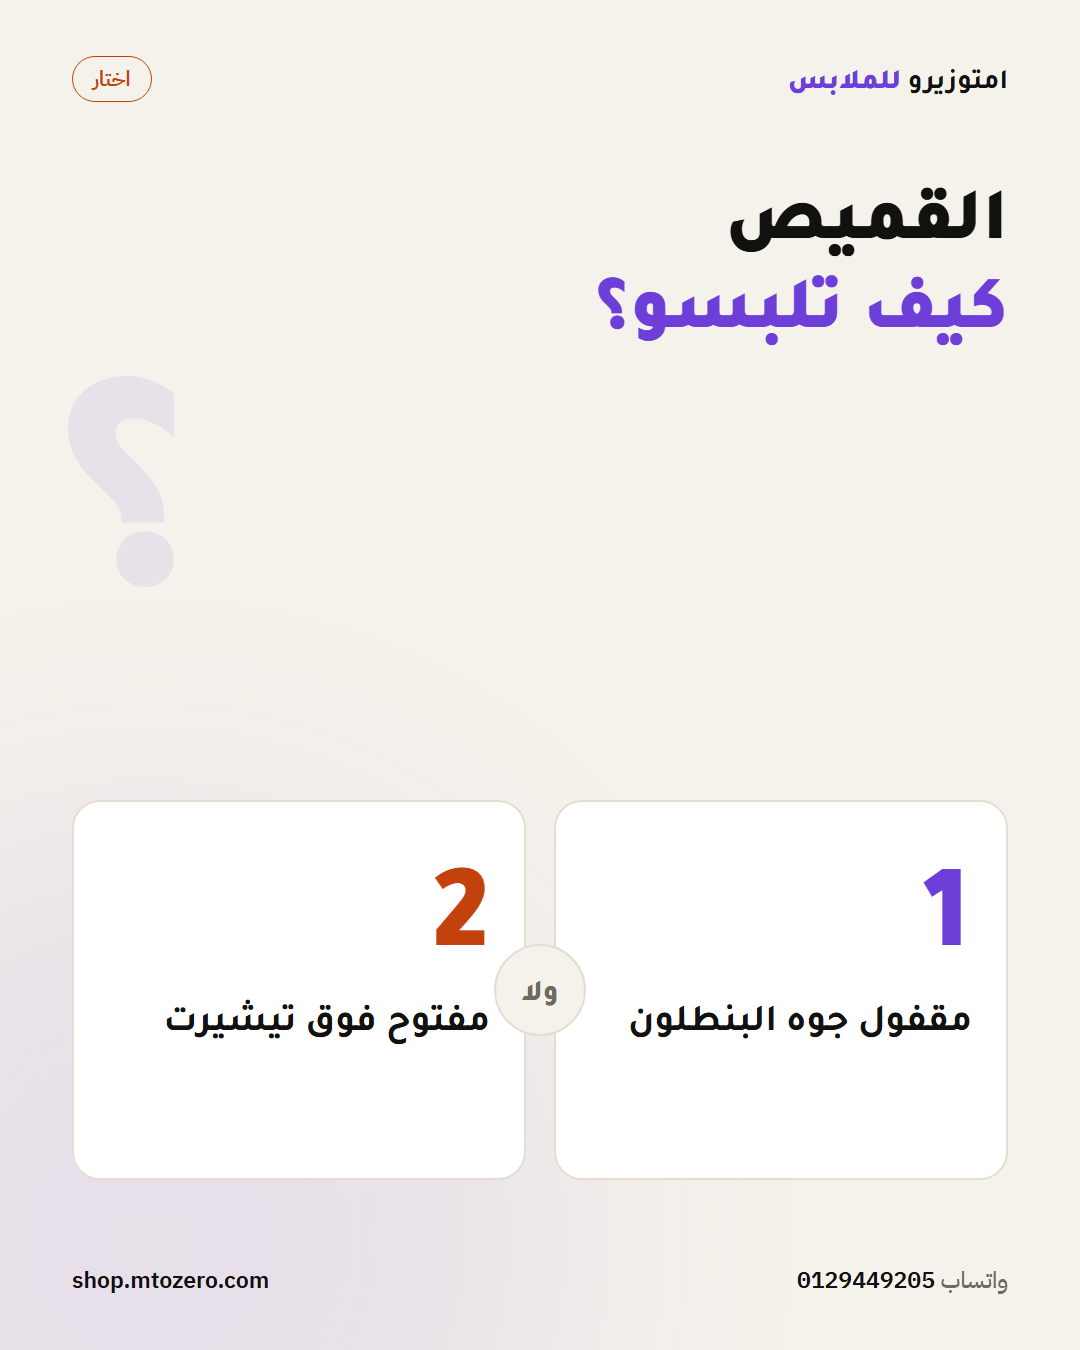 امتوزيرو للملابس
اختار
القميص
كيف تلبسو؟
؟
1
مقفول جوه البنطلون
ولا
2
مفتوح فوق تيشيرت
واتساب 0129449205
shop.mtozero.com